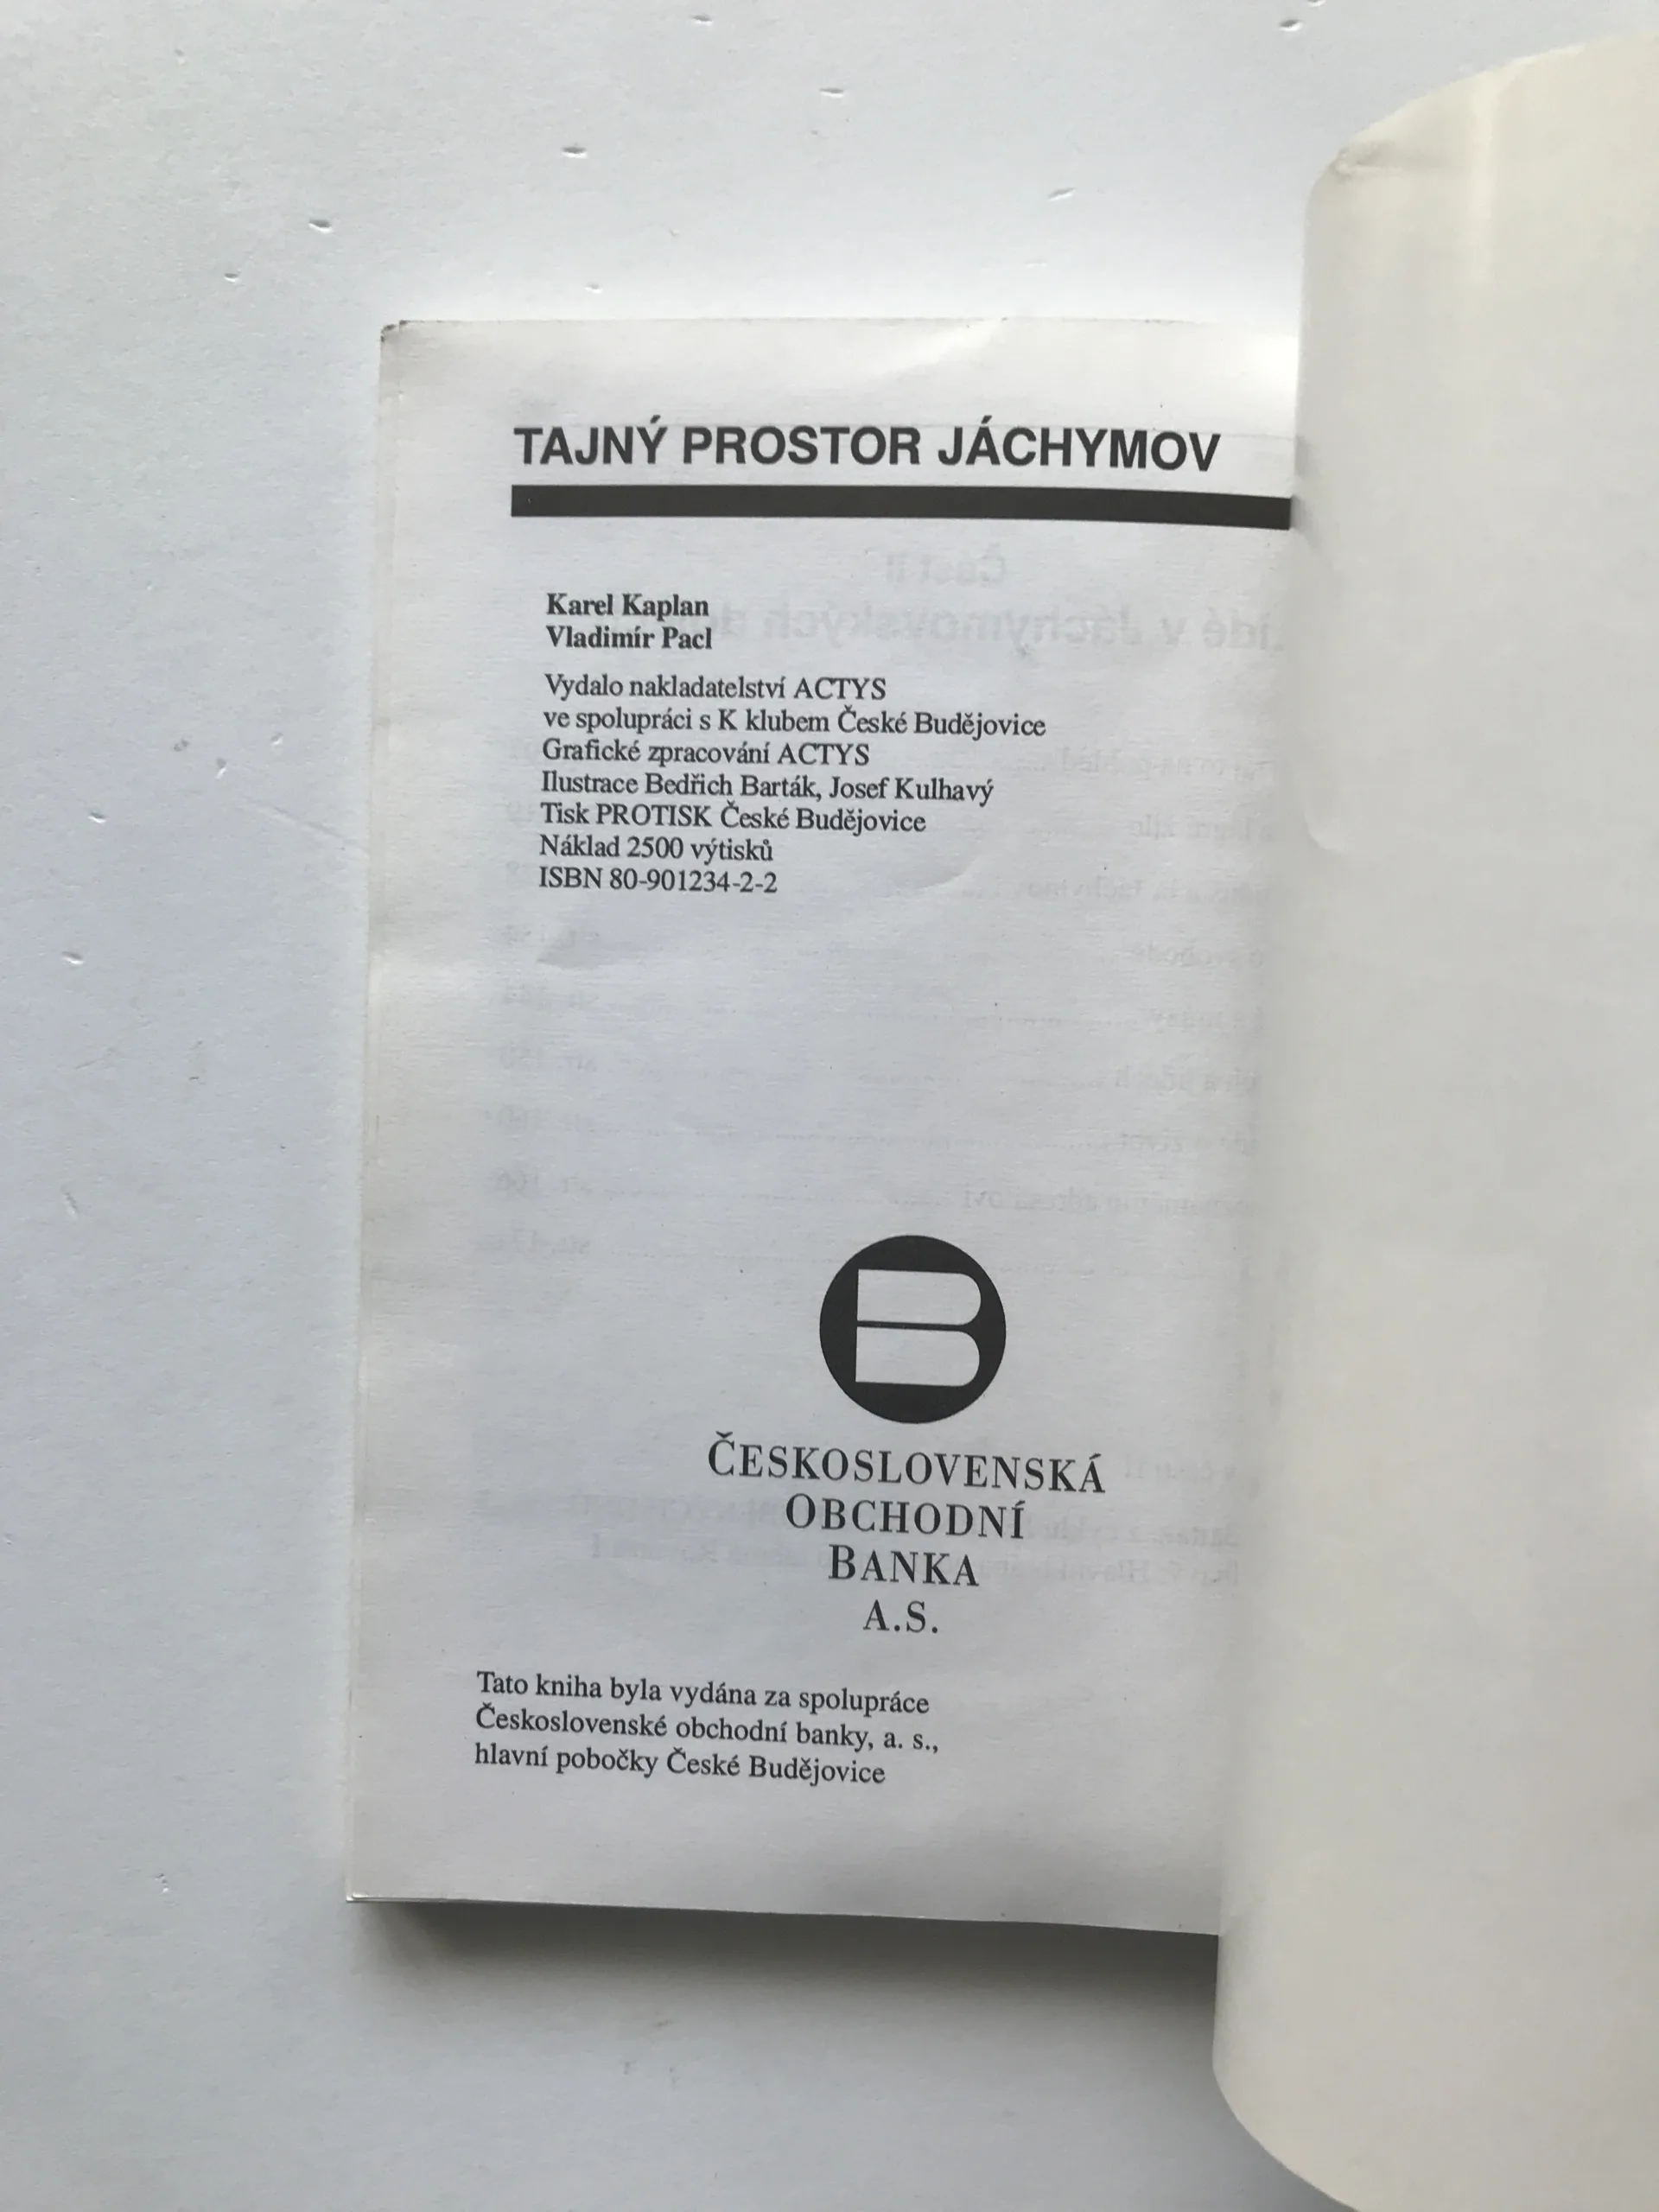 TAJNÝ PROSTOR JÁCHYMOV
Karel Kaplan
Vladimír Pacl
Vydalo nakladatelství ACTYS
ve spolupráci s K klubem České Budějovice
Grafické zpracování ACTYS
Ilustrace Bedřich Barták, Josef Kulhavý
Tisk PROTISK České Budějovice
Náklad 2500 výtisků
ISBN 80-901234-2-2
B
ČESKOSLOVENSKÁ
OBCHODNÍ
BANKA
A.S.
Tato kniha byla vydána za spolupráce
Československé obchodní banky, a. s.,
hlavní pobočky České Budějovice